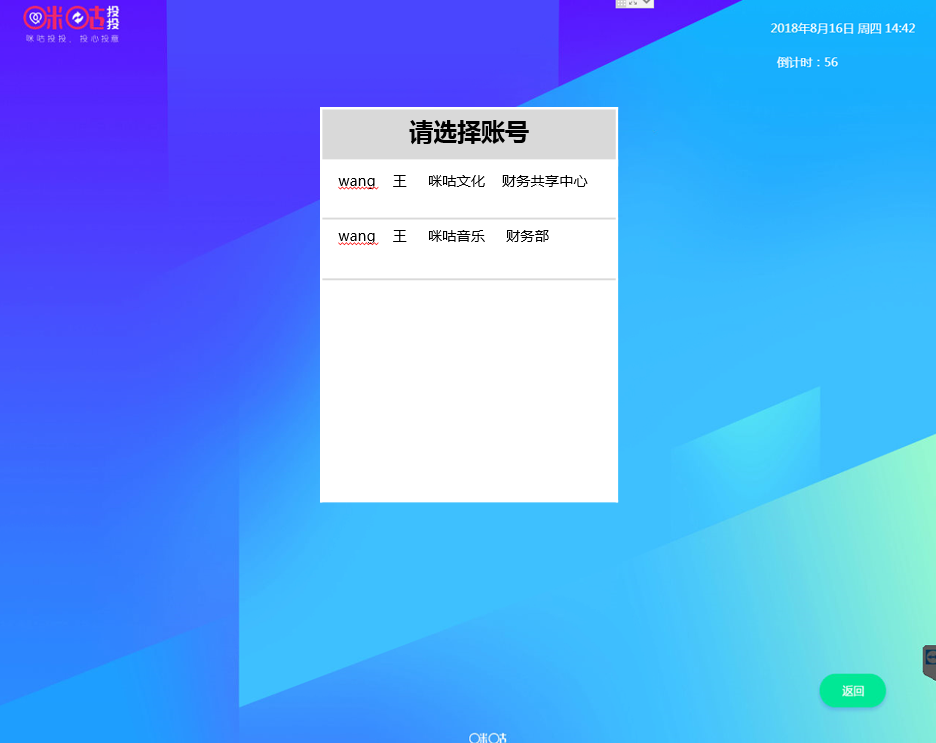 咪咕投投
咪咕投投、投心投意
2018年8月16日 周四 14:42
倒计时：56
请选择账号
wang 王 咪咕文化 财务共享中心
wang 王 咪咕音乐 财务部
返回
咪咕